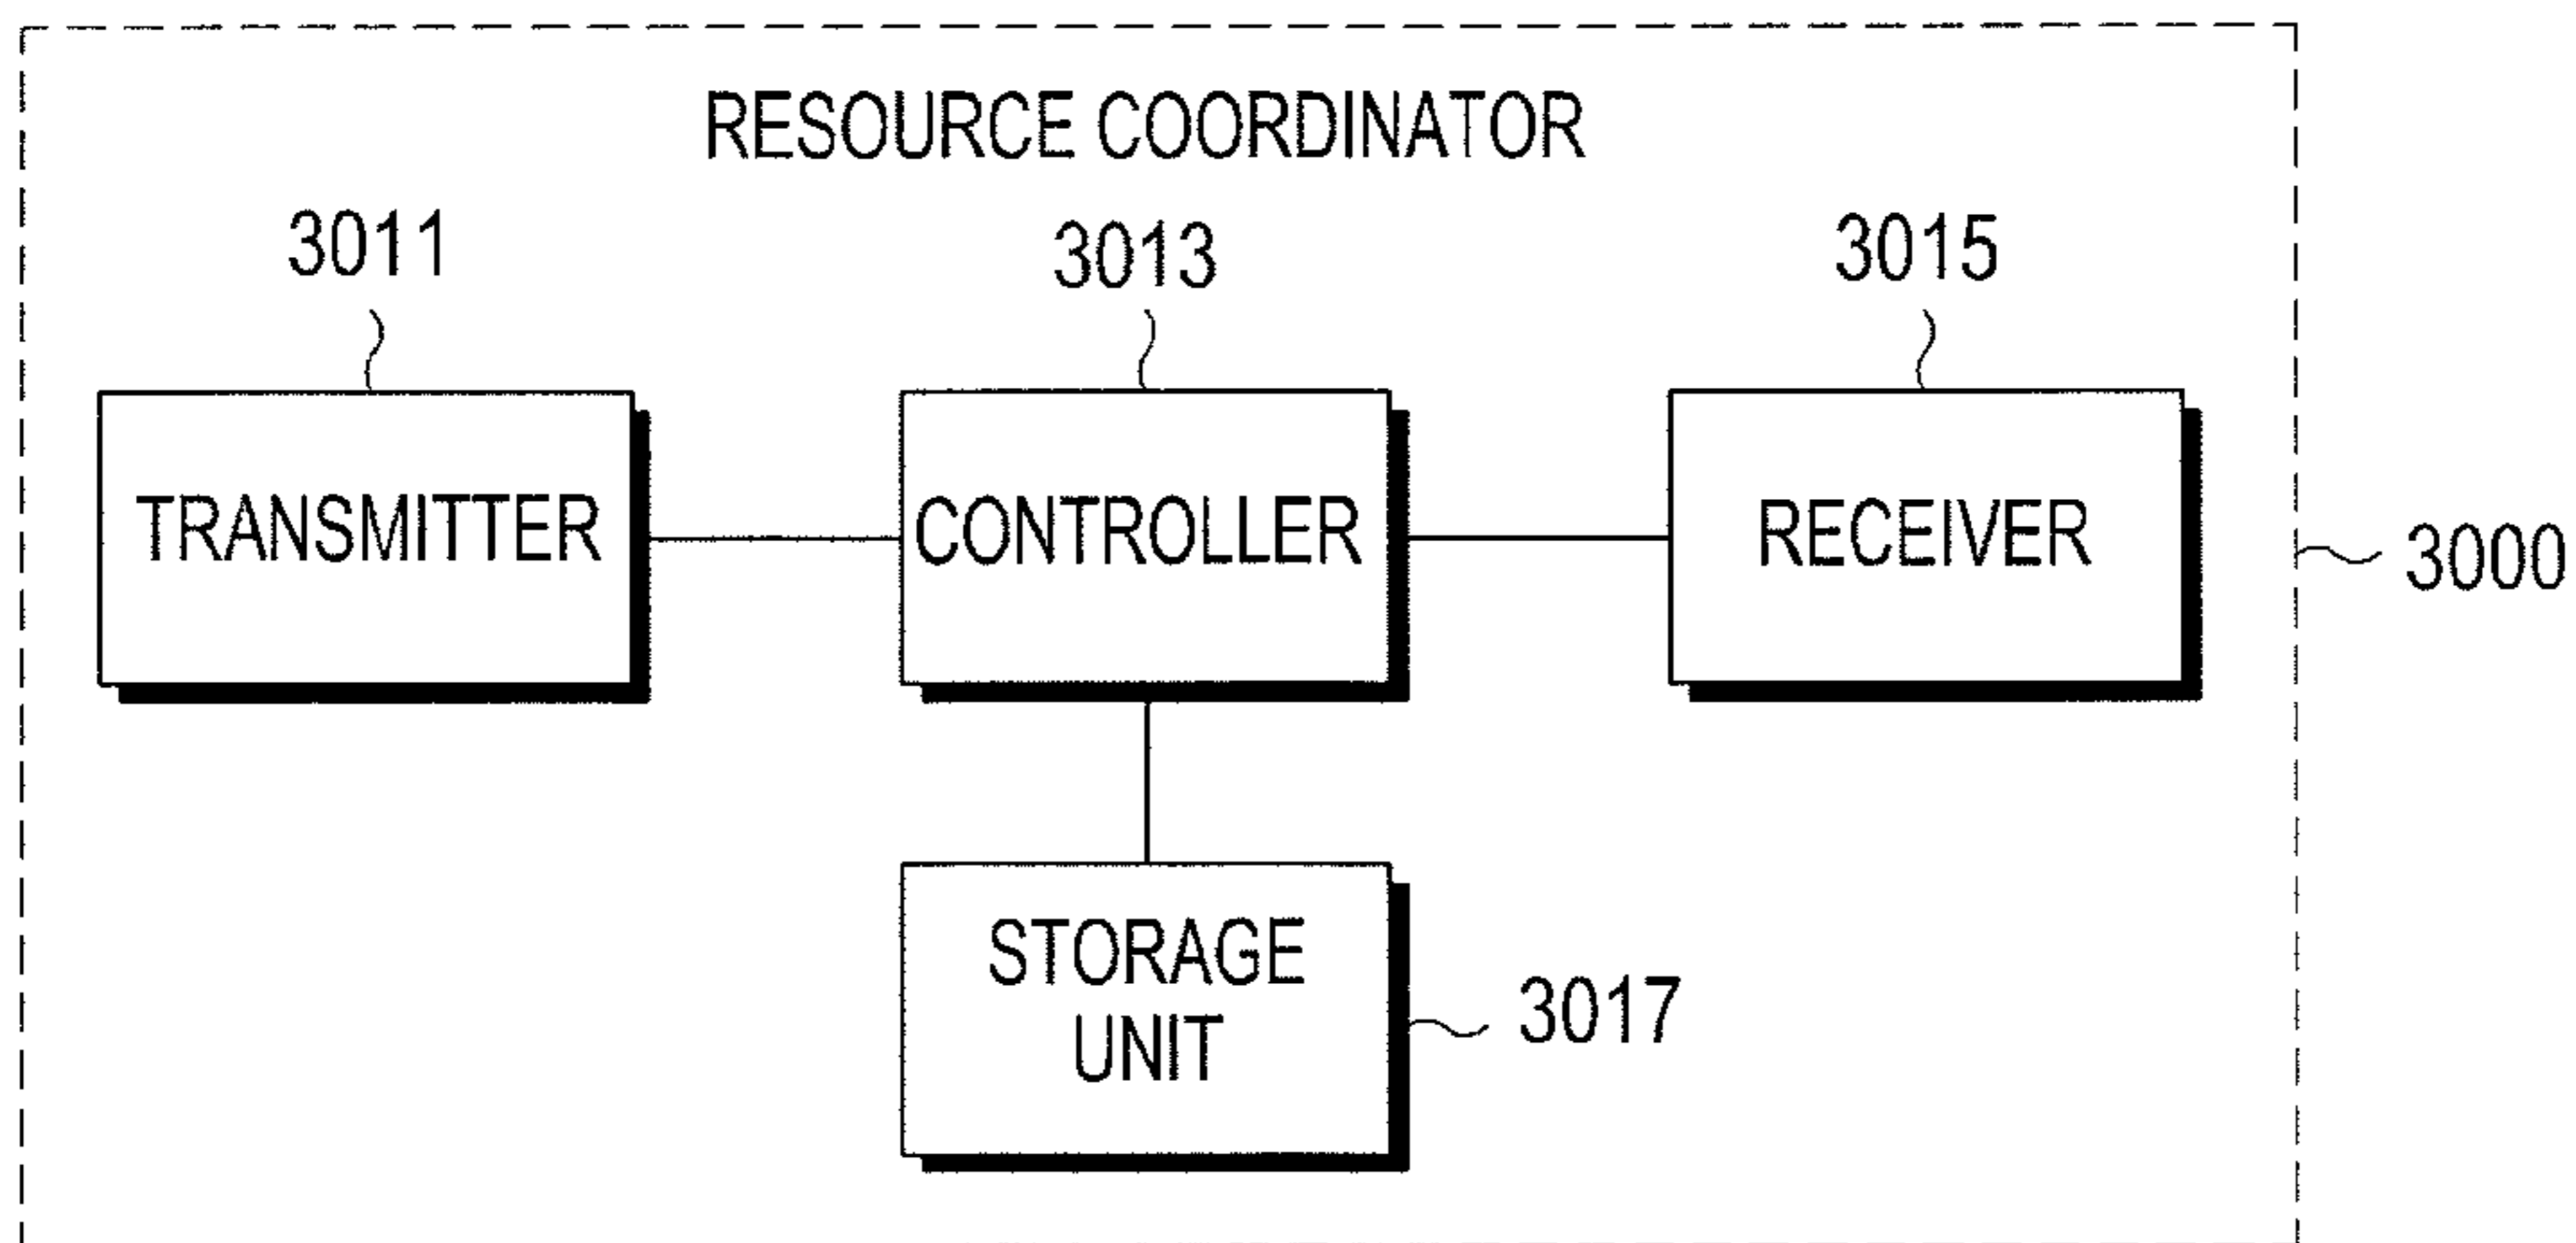 RESOURCE COORDINATOR
3011
3013
3015
TRANSMITTER
CONTROLLER
RECEIVER
3000
STORAGE
UNIT
3017